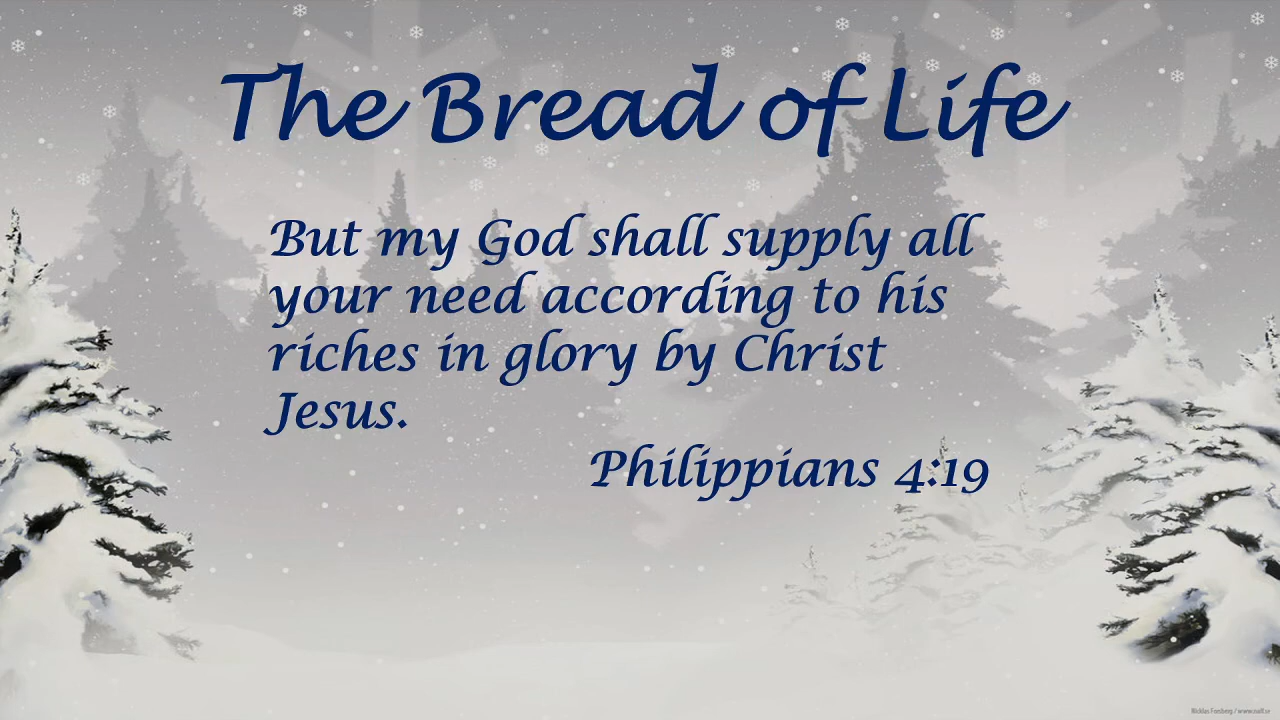 The Bread of Life
But my God shall supply all
your need according to his
riches in glory by Christ
Jesus.
Philippians 4:19